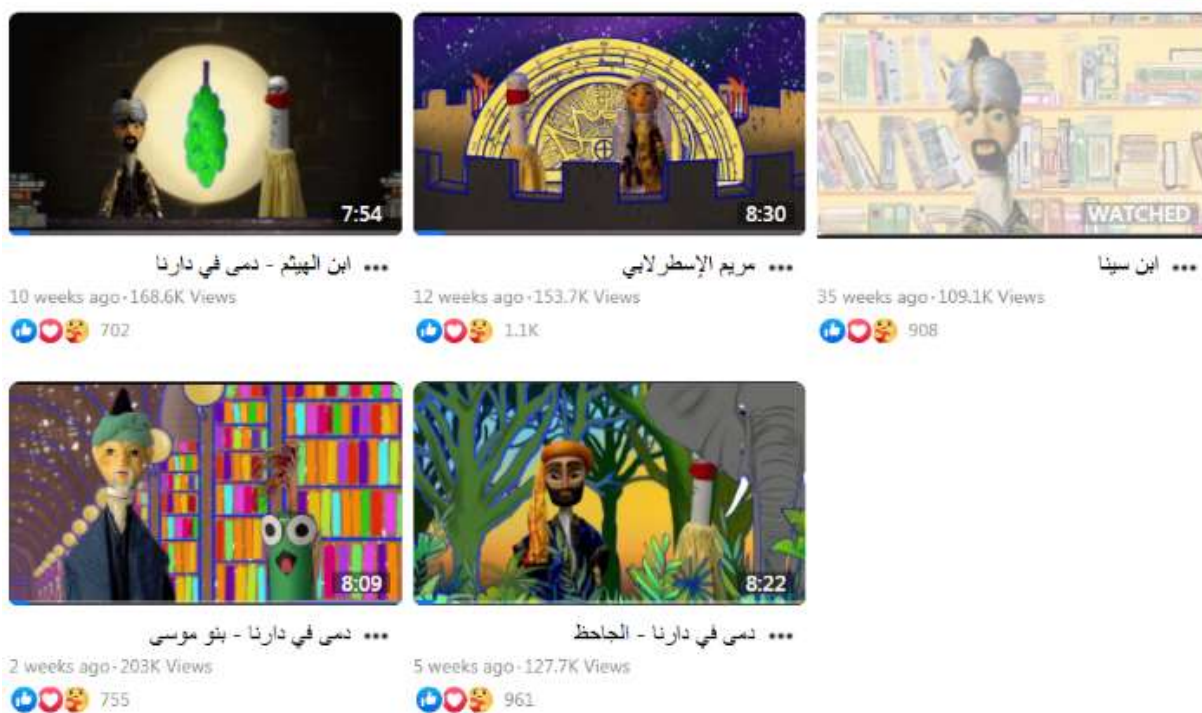 7:54
8:30
WATCHED
ابن الهيثم - دمى في دارنا
مريم الإسطرلابي
ابن سينا
10 weeks ago · 168.6K Views
12 weeks ago · 153.7K Views
35 weeks ago · 109.1K Views
702
1.1K
908
8:09
8:22
دمى في دارنا - بنو موسى
دمى في دارنا - الجاحظ
2 weeks ago · 203K Views
5 weeks ago · 127.7K Views
755
961